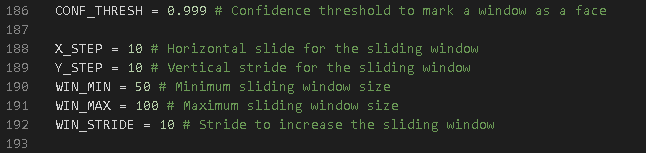 186 CONF_THRESH = 0.999 # Confidence threshold to mark a window as a face
187
188 X_STEP = 10 # Horizontal slide for the sliding window
189 Y_STEP = 10 # Vertical stride for the sliding window
190 WIN_MIN = 50 # Minimum sliding window size
191 WIN_MAX = 100 # Maximum sliding window size
192 WIN_STRIDE = 10 # Stride to increase the sliding window
193